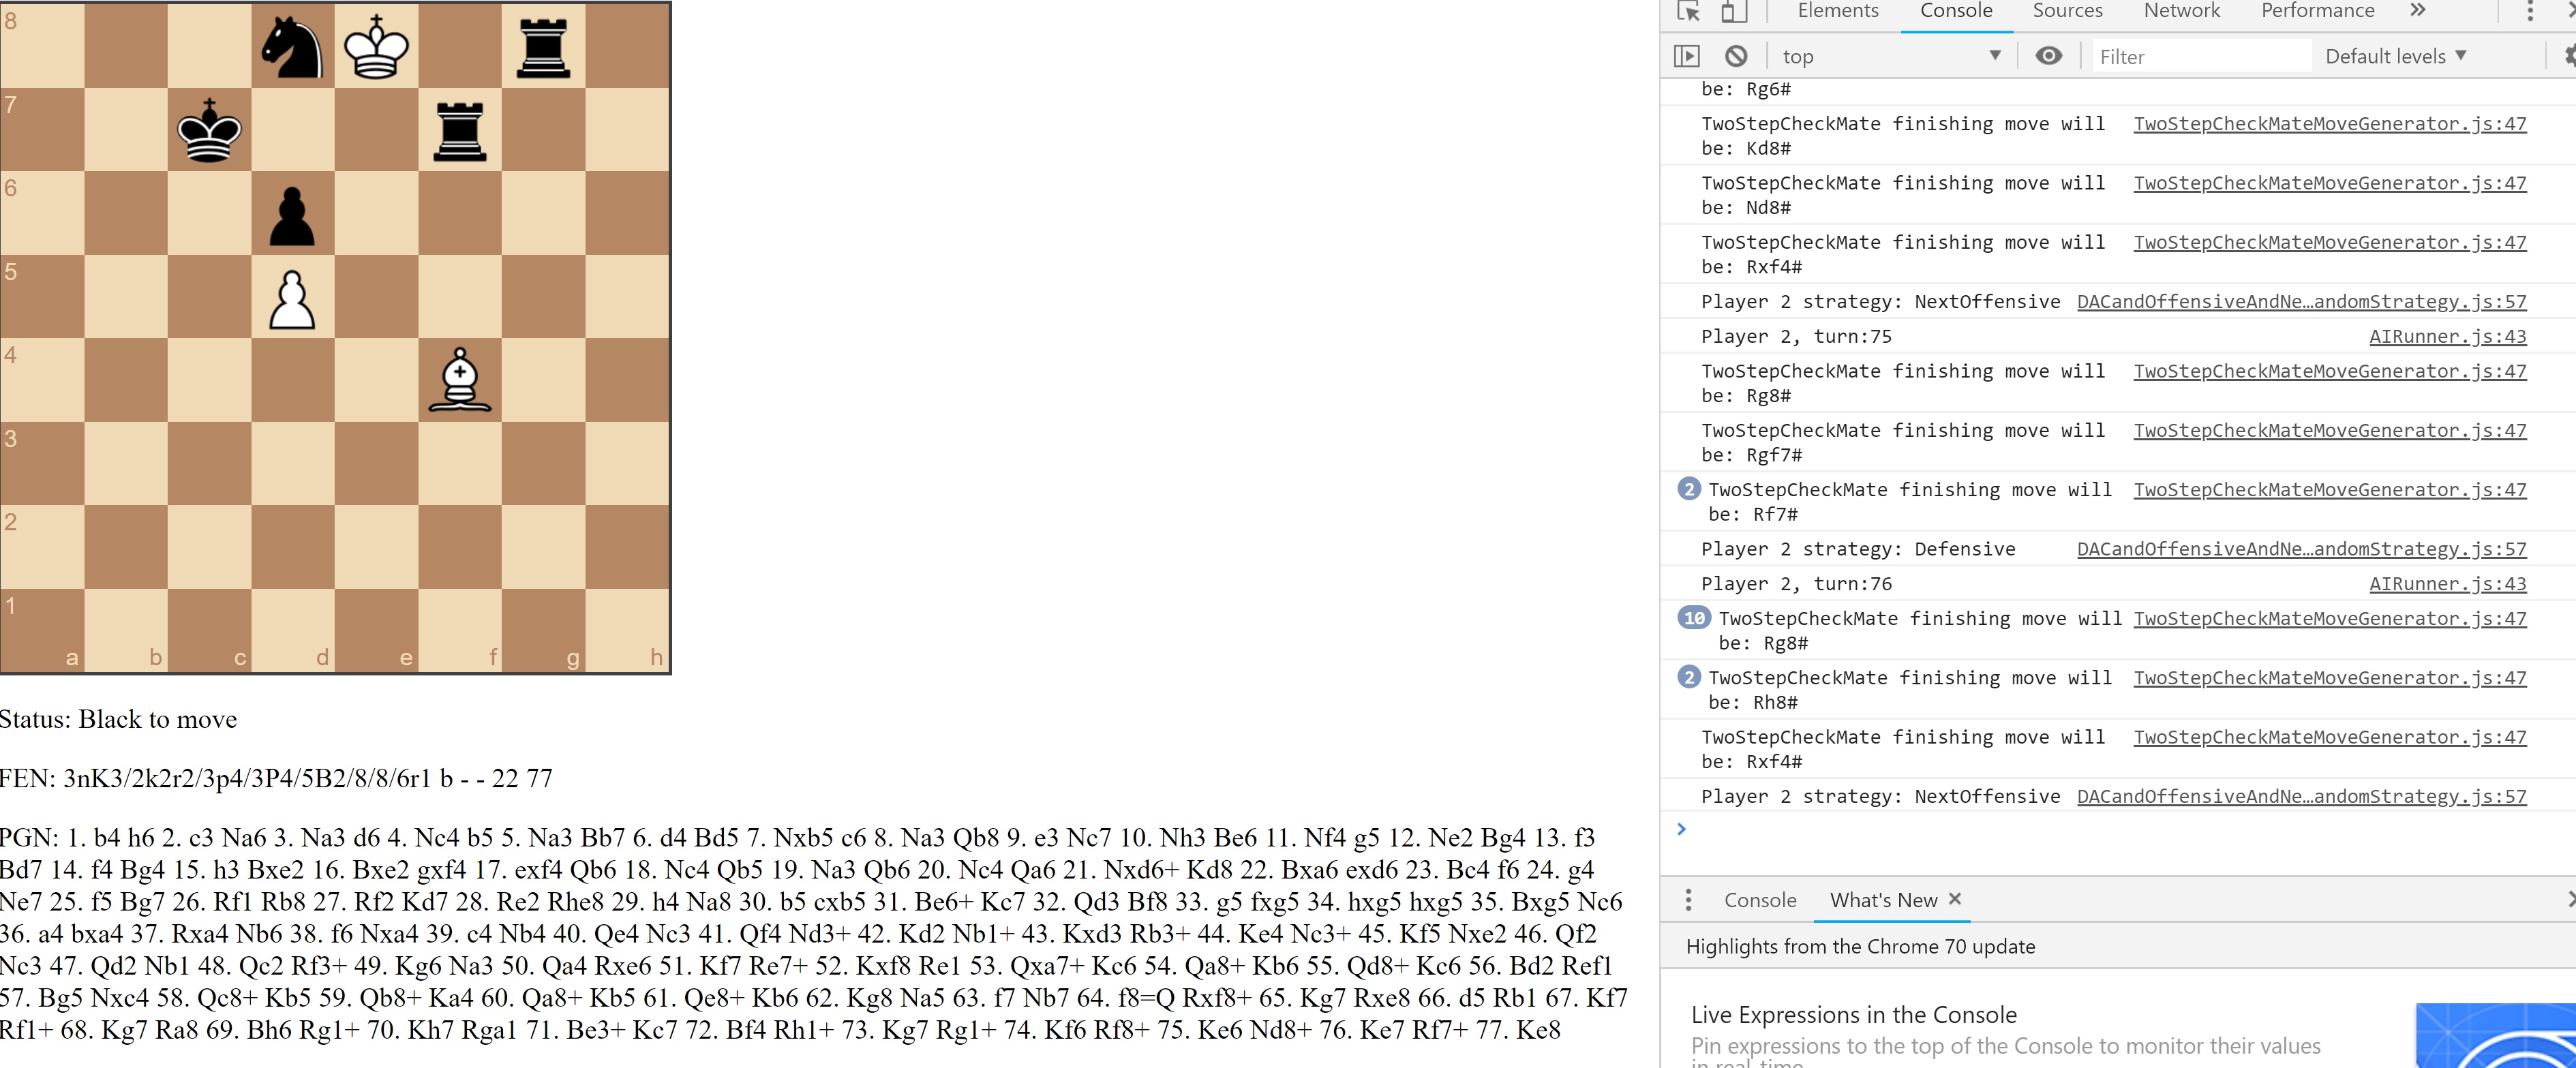 8
7
6
5
4
3
2
1
a b c d e f g h
Status: Black to move
FEN: 3nK3/2k2r2/3p4/3P4/5B2/8/8/6r1 b - - 22 77
PGN: 1. b4 h6 2. c3 Na6 3. Na3 d6 4. Nc4 b5 5. Na3 Bb7 6. d4 Bd5 7. Nxb5 c6 8. Na3 Qb8 9. e3 Nc7 10. Nh3 Be6 11. Nf4 g5 12. Ne2 Bg4 13. f3
Bd7 14. f4 Bg4 15. h3 Bxe2 16. Bxe2 gxf4 17. exf4 Qb6 18. Nc4 Qb5 19. Na3 Qb6 20. Nc4 Qa6 21. Nxd6+ Kd8 22. Bxa6 exd6 23. Bc4 f6 24. g4
Ne7 25. f5 Bg7 26. Rf1 Rb8 27. Rf2 Kd7 28. Re2 Rhe8 29. h4 Na8 30. b5 cxb5 31. Be6+ Kc7 32. Qd3 Bf8 33. g5 fxg5 34. hxg5 hxg5 35. Bxg5 Nc6
36. a4 bxa4 37. Rxa4 Nb6 38. f6 Nxa4 39. c4 Nb4 40. Qe4 Nc3 41. Qf4 Nd3+ 42. Kd2 Nb1+ 43. Kxd3 Rb3+ 44. Ke4 Nc3+ 45. Kf5 Nxe2 46. Qf2
Nc3 47. Qd2 Nb1 48. Qc2 Rf3+ 49. Kg6 Na3 50. Qa4 Rxe6 51. Kf7 Re7+ 52. Kxf8 Re1 53. Qxa7+ Kc6 54. Qa8+ Kb6 55. Qd8+ Kc6 56. Bd2 Ref1
57. Bg5 Nxc4 58. Qc8+ Kb5 59. Qb8+ Ka4 60. Qa8+ Kb5 61. Qe8+ Kb6 62. Kg8 Na5 63. f7 Nb7 64. f8=Q Rxf8+ 65. Kg7 Rxe8 66. d5 Rb1 67. Kf7
Rf1+ 68. Kg7 Ra8 69. Bh6 Rg1+ 70. Kh7 Rga1 71. Be3+ Kc7 72. Bf4 Rh1+ 73. Kg7 Rg1+ 74. Kf6 Rf8+ 75. Ke6 Nd8+ 76. Ke7 Rf7+ 77. Ke8
Elements Console Sources Network Performance
top Filter Default levels
be: Rg6#
TwoStepCheckMate finishing move will TwoStepCheckMateMoveGenerator.js:47
be: Kd8#
TwoStepCheckMate finishing move will TwoStepCheckMateMoveGenerator.js:47
be: Nd8#
TwoStepCheckMate finishing move will TwoStepCheckMateMoveGenerator.js:47
be: Rxf4#
Player 2 strategy: NextOffensive DACandOffensiveAndNe…andomStrategy.js:57
Player 2, turn:75 AIRunner.js:43
TwoStepCheckMate finishing move will TwoStepCheckMateMoveGenerator.js:47
be: Rg8#
TwoStepCheckMate finishing move will TwoStepCheckMateMoveGenerator.js:47
be: Rgf7#
2 TwoStepCheckMate finishing move will TwoStepCheckMateMoveGenerator.js:47
be: Rf7#
Player 2 strategy: Defensive DACandOffensiveAndNe…andomStrategy.js:57
Player 2, turn:76 AIRunner.js:43
10 TwoStepCheckMate finishing move will TwoStepCheckMateMoveGenerator.js:47
be: Rg8#
2 TwoStepCheckMate finishing move will TwoStepCheckMateMoveGenerator.js:47
be: Rh8#
TwoStepCheckMate finishing move will TwoStepCheckMateMoveGenerator.js:47
be: Rxf4#
Player 2 strategy: NextOffensive DACandOffensiveAndNe…andomStrategy.js:57
Console What's New
Highlights from the Chrome 70 update
Live Expressions in the Console
Pin expressions to the top of the Console to monitor their values
in real-time